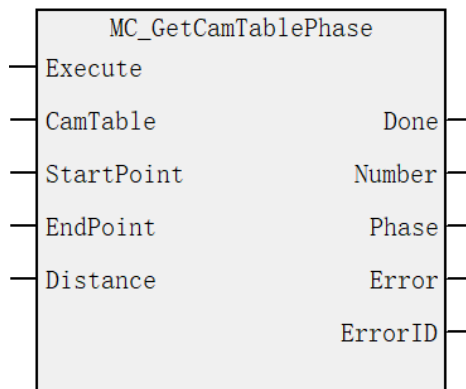 MC_GetCamTablePhase
Execute
CamTable Done
StartPoint Number
EndPoint Phase
Distance Error
ErrorID